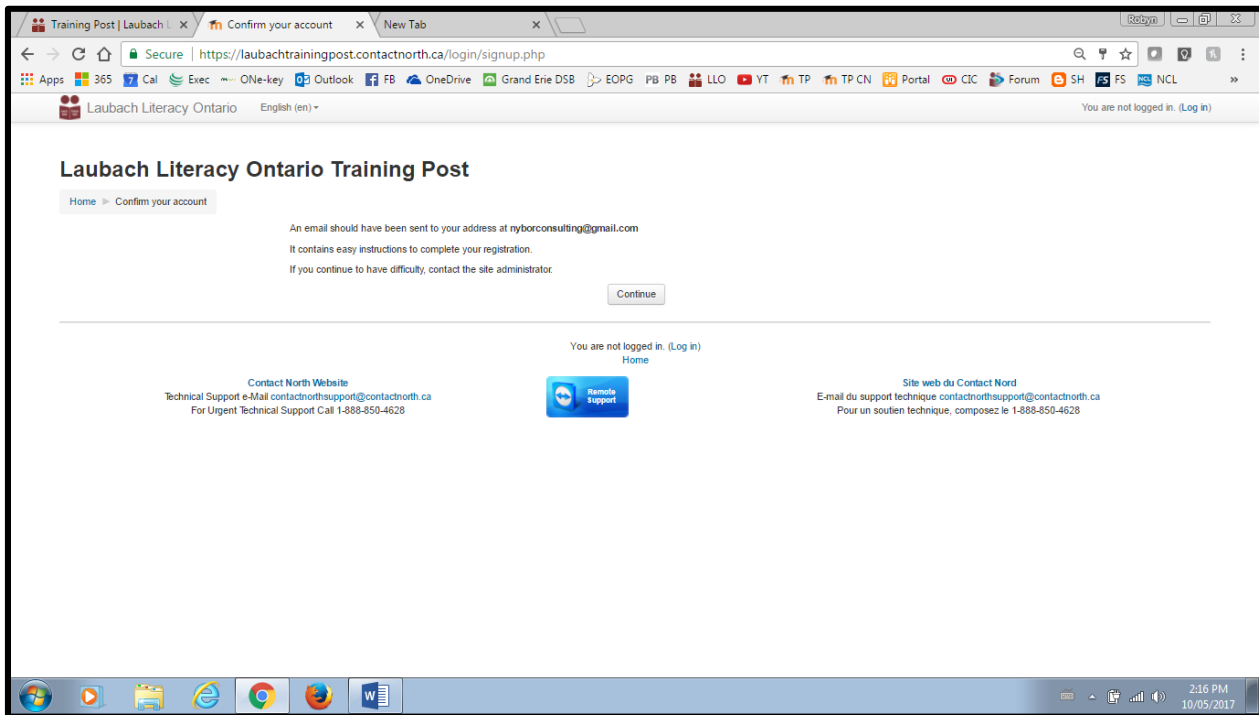 Training Post | Laubach L
Confirm your account
New Tab
Robyn
Secure | https://laubachtrainingpost.contactnorth.ca/login/signup.php
Apps 365 Cal Exec ONe-key Outlook FB OneDrive Grand Erie DSB EOPG PB PB LLO YT TP TP CN Portal CIC Forum SH FS FS NCL »
Laubach Literacy Ontario English (en) You are not logged in. (Log in)
Laubach Literacy Ontario Training Post
Home ► Confirm your account
An email should have been sent to your address at nyborconsulting@gmail.com
It contains easy instructions to complete your registration.
If you continue to have difficulty, contact the site administrator.
Continue
You are not logged in. (Log in)
Home
Contact North Website
Technical Support e-Mail contactnorthsupport@contactnorth.ca
For Urgent Technical Support Call 1-888-850-4628
Remote
Support
Site web du Contact Nord
E-mail du support technique contactnorthsupport@contactnorth.ca
Pour un soutien technique, composez le 1-888-850-4628
2:16 PM
10/05/2017